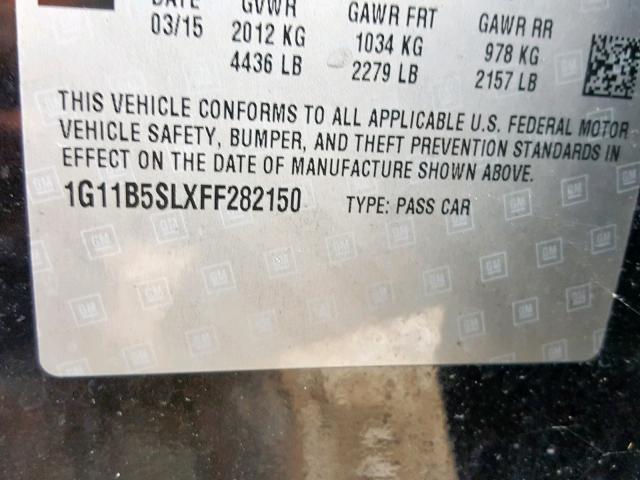 DATE GVWR GAWR FRT GAWR RR
03/15 2012 KG 1034 KG 978 KG
4436 LB 2279 LB 2157 LB
THIS VEHICLE CONFORMS TO ALL APPLICABLE U.S. FEDERAL MOTOR
VEHICLE SAFETY, BUMPER, AND THEFT PREVENTION STANDARDS IN
EFFECT ON THE DATE OF MANUFACTURE SHOWN ABOVE.
1G11B5SLXFF282150 TYPE: PASS CAR